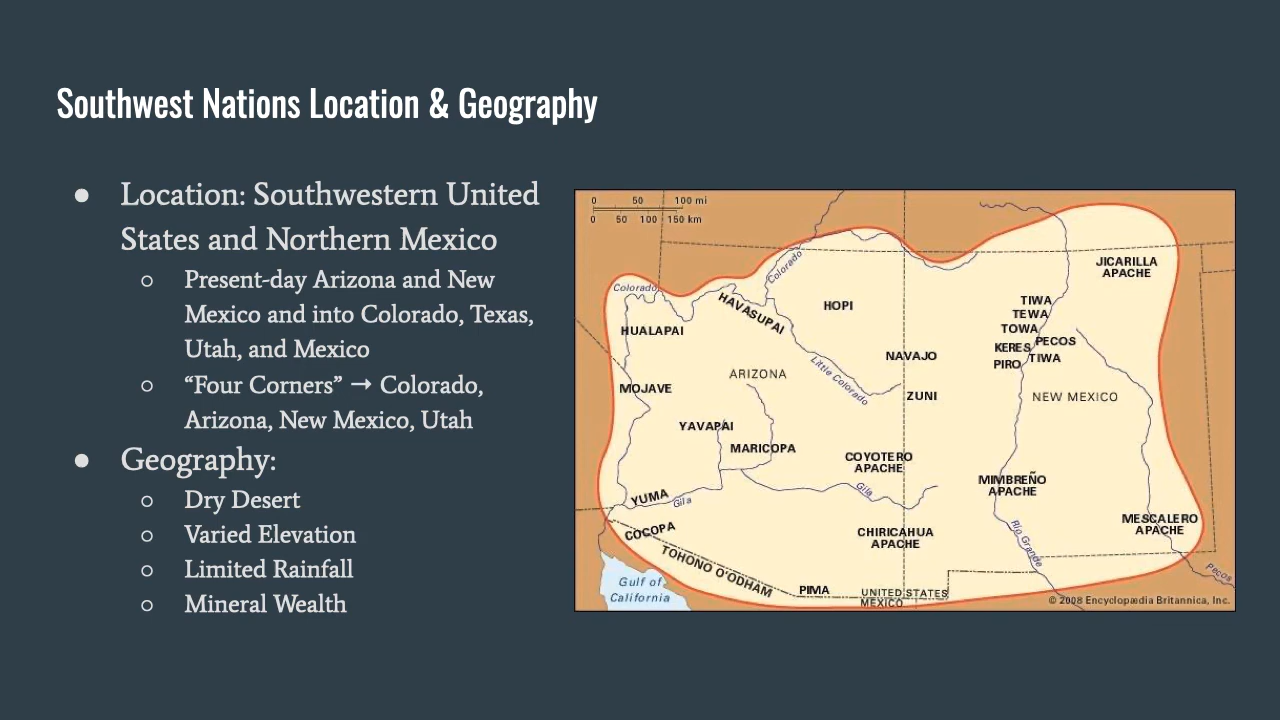 Southwest Nations Location & Geography
● Location: Southwestern United
States and Northern Mexico
○ Present-day Arizona and New
Mexico and into Colorado, Texas,
Utah, and Mexico
○ “Four Corners” → Colorado,
Arizona, New Mexico, Utah
● Geography:
○ Dry Desert
○ Varied Elevation
○ Limited Rainfall
○ Mineral Wealth
0 50 100 mi
0 50 100 150 km
JICARILLA
APACHE
Colorado
Colorado
HAVASUPAI
HOPI
TIWA
TEWA
TOWA
HUALAPAI
PECOS
KERES
TIWA
PIRO
NAVAJO
Little Colorado
ARIZONA
MOJAVE
ZUNI
NEW MEXICO
YAVAPAI
MARICOPA
COYOTERO
APACHE
MIMBREÑO
APACHE
YUMA
Gila
Gila
MESCALERO
APACHE
COCOPA
CHIRICAHUA
APACHE
Rio Grande
TOHONO O'ODHAM
Pecos
Gulf of
California
PIMA
UNITED STATES
MEXICO
© 2008 Encyclopædia Britannica, Inc.